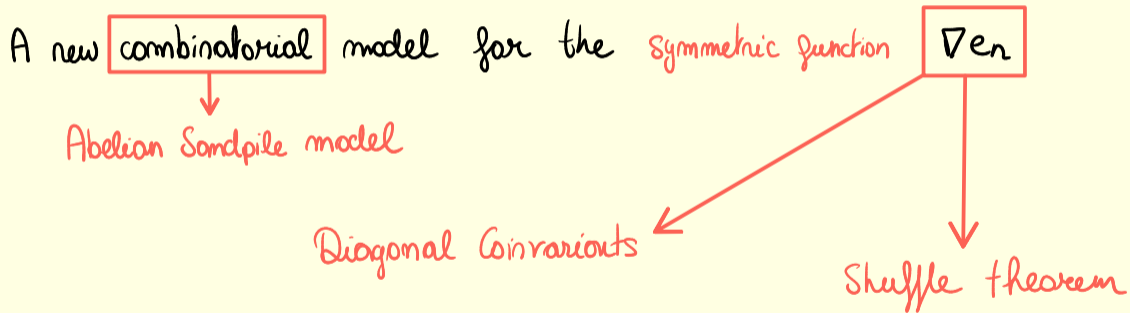 A new combinatorial model for the symmetric function ∇en
Abelian Sandpile model
Diagonal Coinvariants
Shuffle theorem